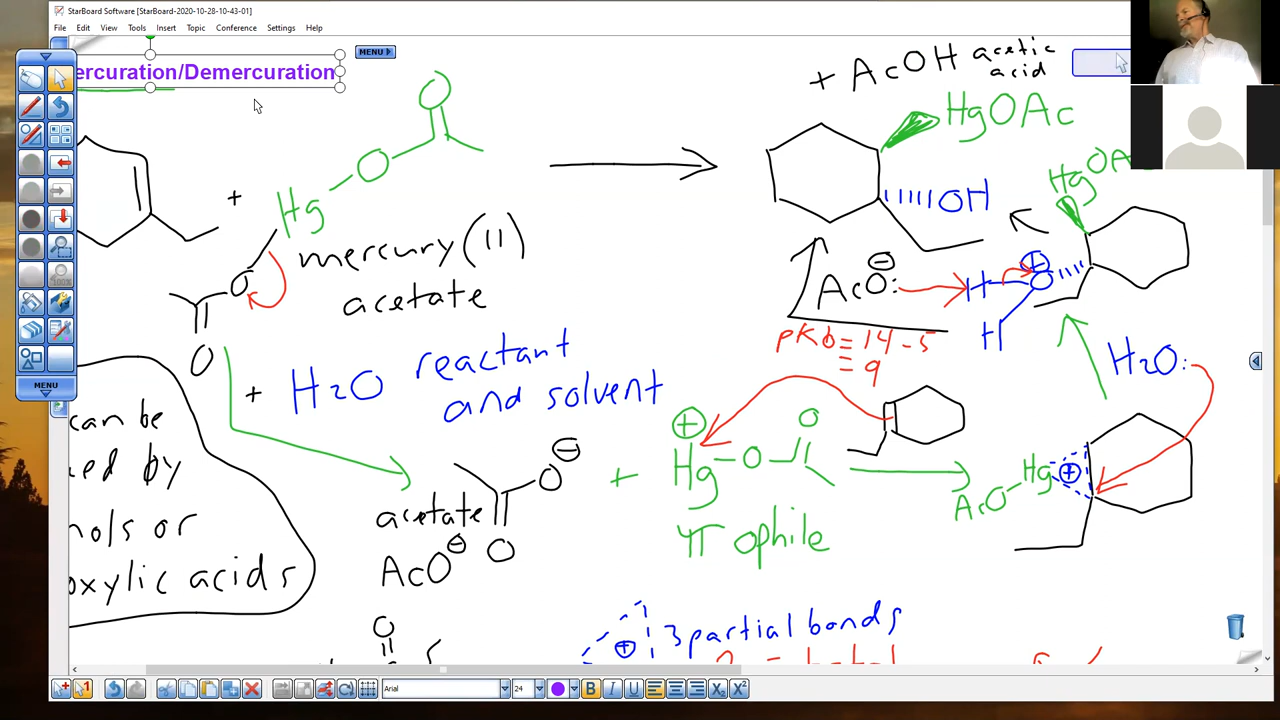 StarBoard Software [StarBoard-2020-10-28-10-43-01]
File Edit View Tools Insert Topic Conference Settings Help
MENU
ercuration/Demercuration
+ AcOH acetic
acid
O
HgOAc
O
+
Hg
OH
HgOA
mercury (II)
acetate
O
O
AcO:
⊖
H
O
⊕
H
pKb = 14 - 5
= 9
+ H2O reactant
and solvent
H2O:
MENU
can be
ed by
nols or
oxylic acids
acetate
O
⊖
O
AcO⊖
+
⊕
Hg
O
O
π ophile
AcO
Hg
⊕
O
⊕
3 partial bonds
Arial
24
B I U
X2 X2